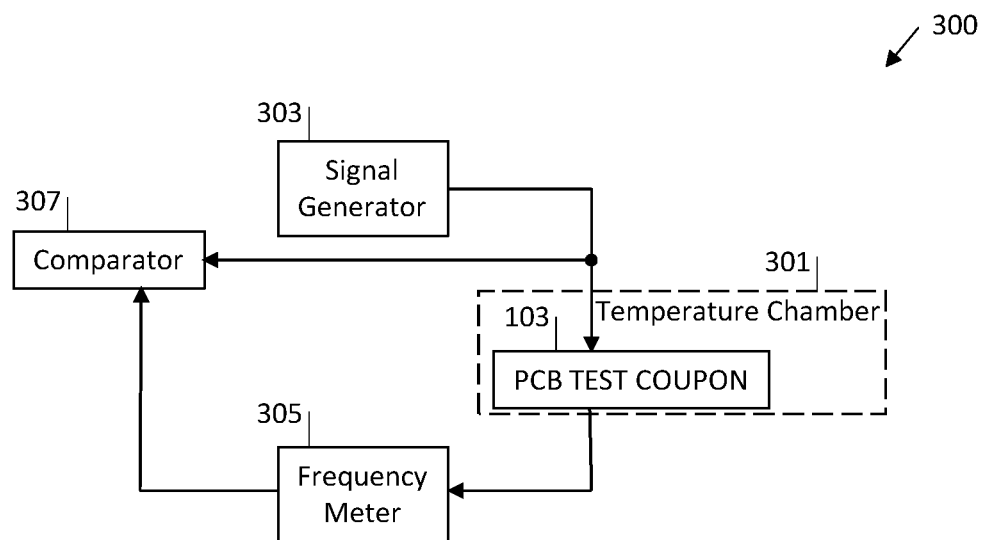 300
303
Signal
Generator
307
Comparator
301
Temperature Chamber
103
PCB TEST COUPON
305
Frequency
Meter